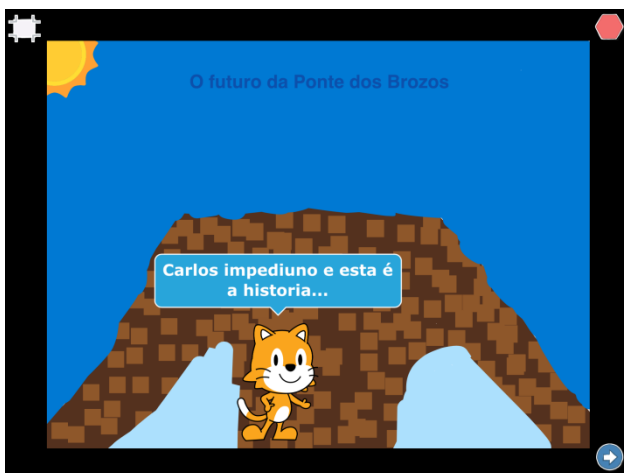 O futuro da Ponte dos Brozos
Carlos impediuno e esta é
a historia...